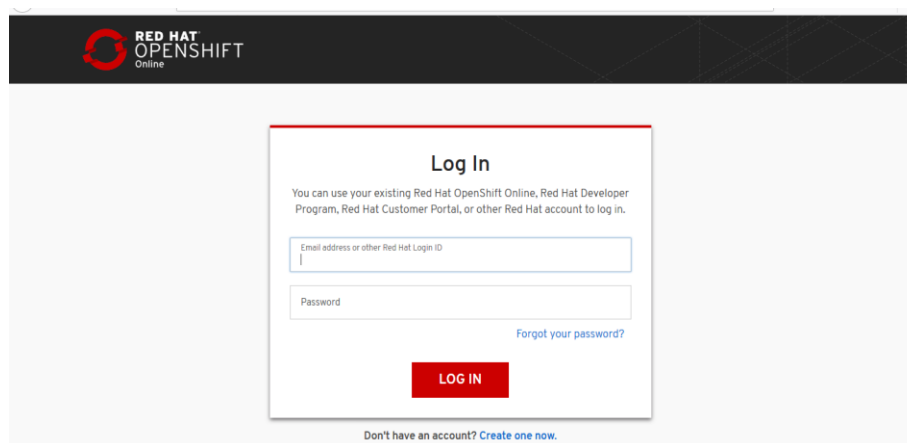 RED HAT
OPENSHIFT
Online
Log In
You can use your existing Red Hat OpenShift Online, Red Hat Developer
Program, Red Hat Customer Portal, or other Red Hat account to log in.
Email address or other Red Hat Login ID
Password
Forgot your password?
LOG IN
Don't have an account? Create one now.